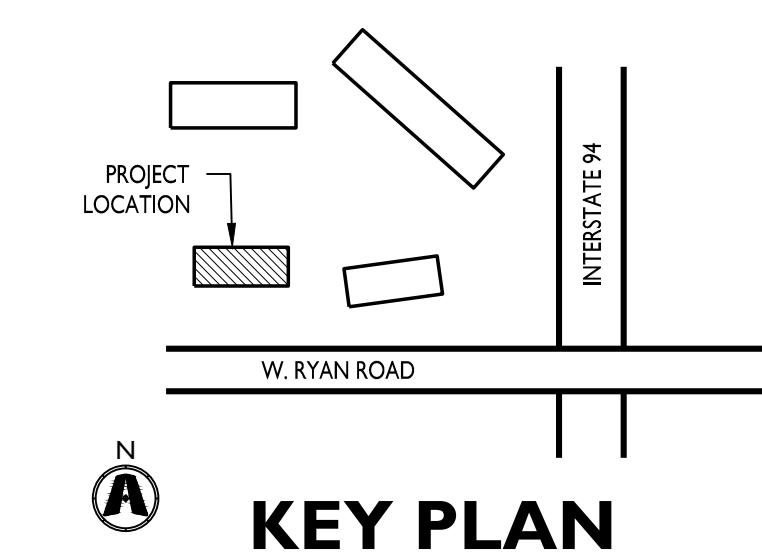 PROJECT
LOCATION
INTERSTATE 94
W. RYAN ROAD
N
KEY PLAN